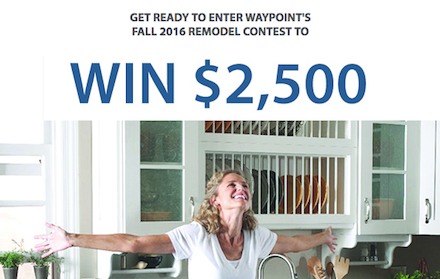 GET READY TO ENTER WAYPOINT'S
FALL 2016 REMODEL CONTEST TO
WIN $2,500